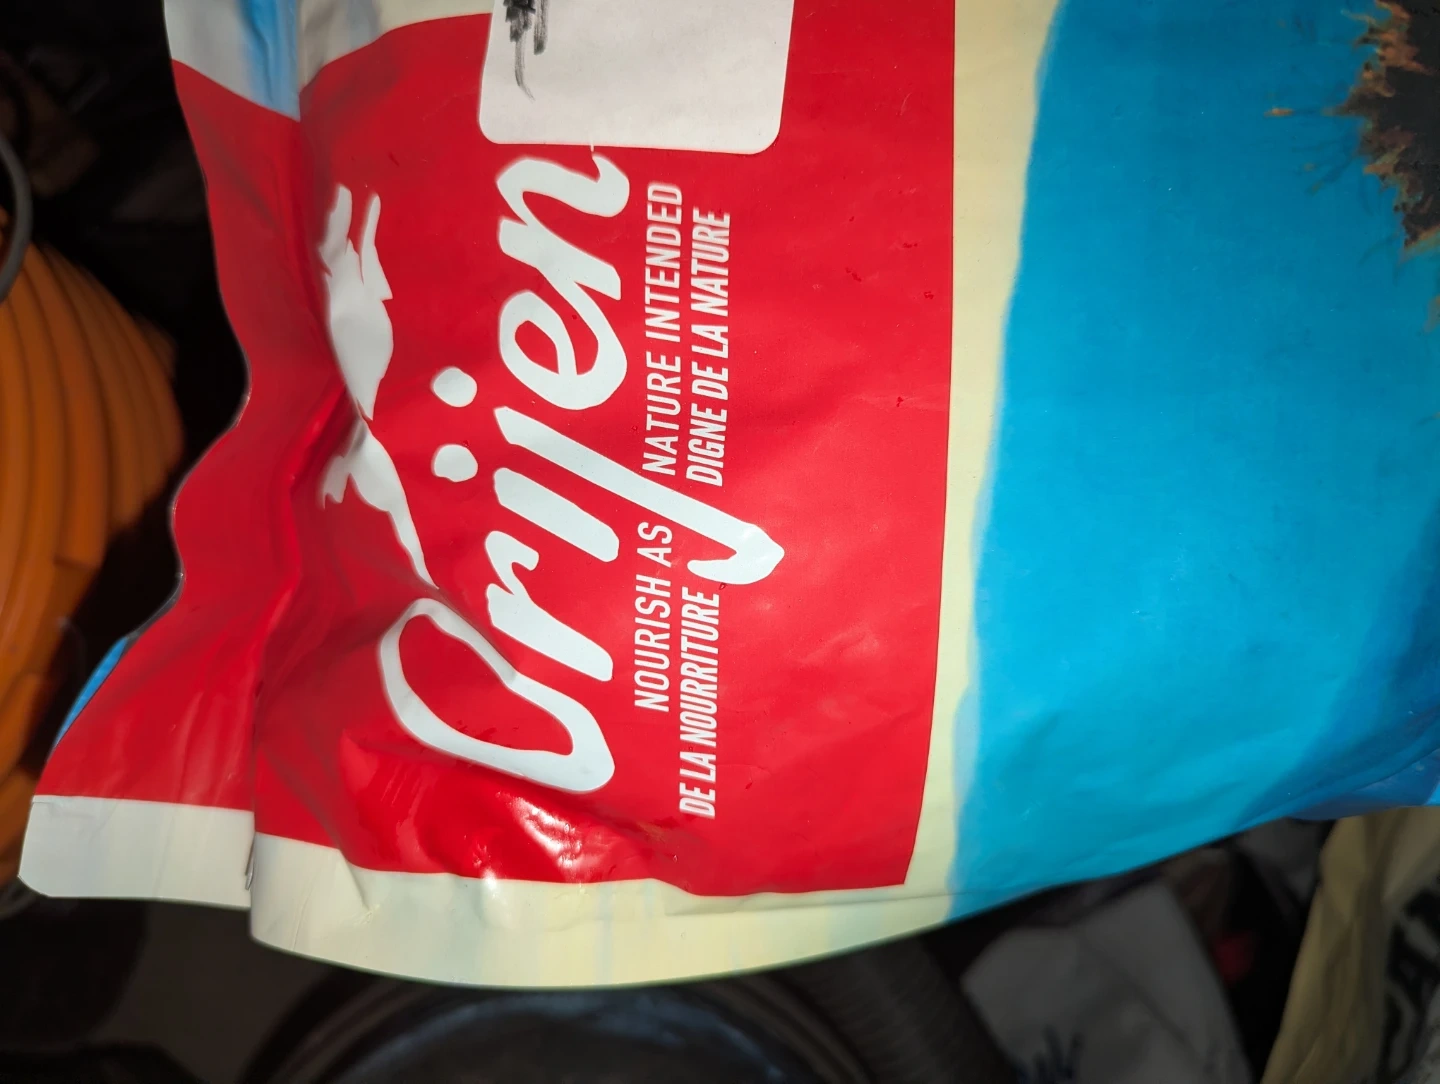 Orijen
NOURISH AS NATURE INTENDED
DE LA NOURRITURE DIGNE DE LA NATURE